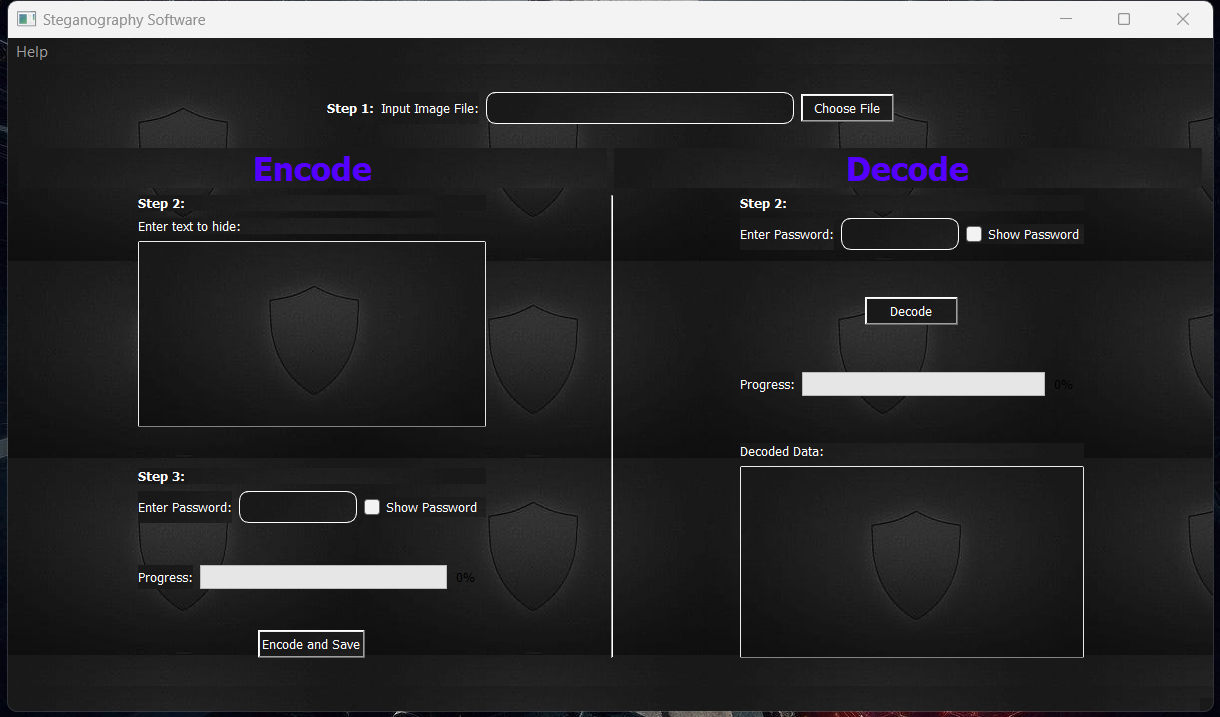 Steganography Software
Help
Step 1: Input Image File: Choose File
Encode
Step 2:
Enter text to hide:
Step 3:
Enter Password: Show Password
Progress: 0%
Encode and Save
Decode
Step 2:
Enter Password: Show Password
Decode
Progress: 0%
Decoded Data: